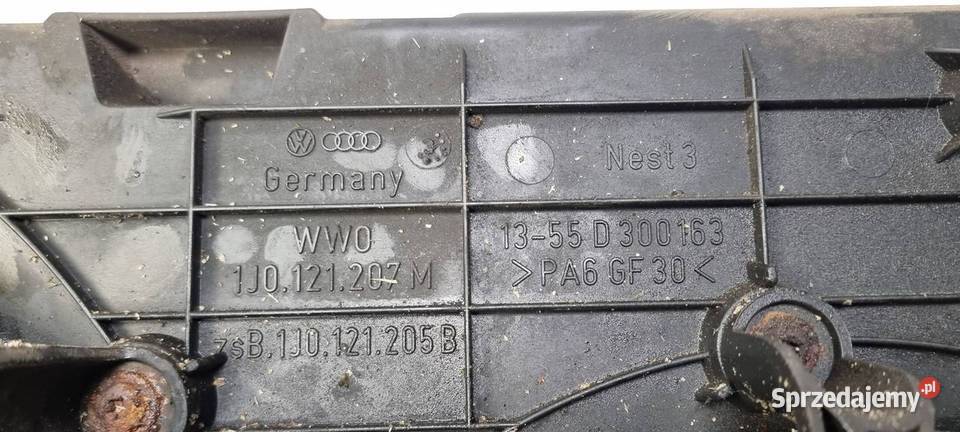 Germany
Nest 3
WWO
1J0.121.207 M
13-55 D 300163
>PA6 GF 30<
zsB.1J0.121.205 B
Sprzedajemy.pl